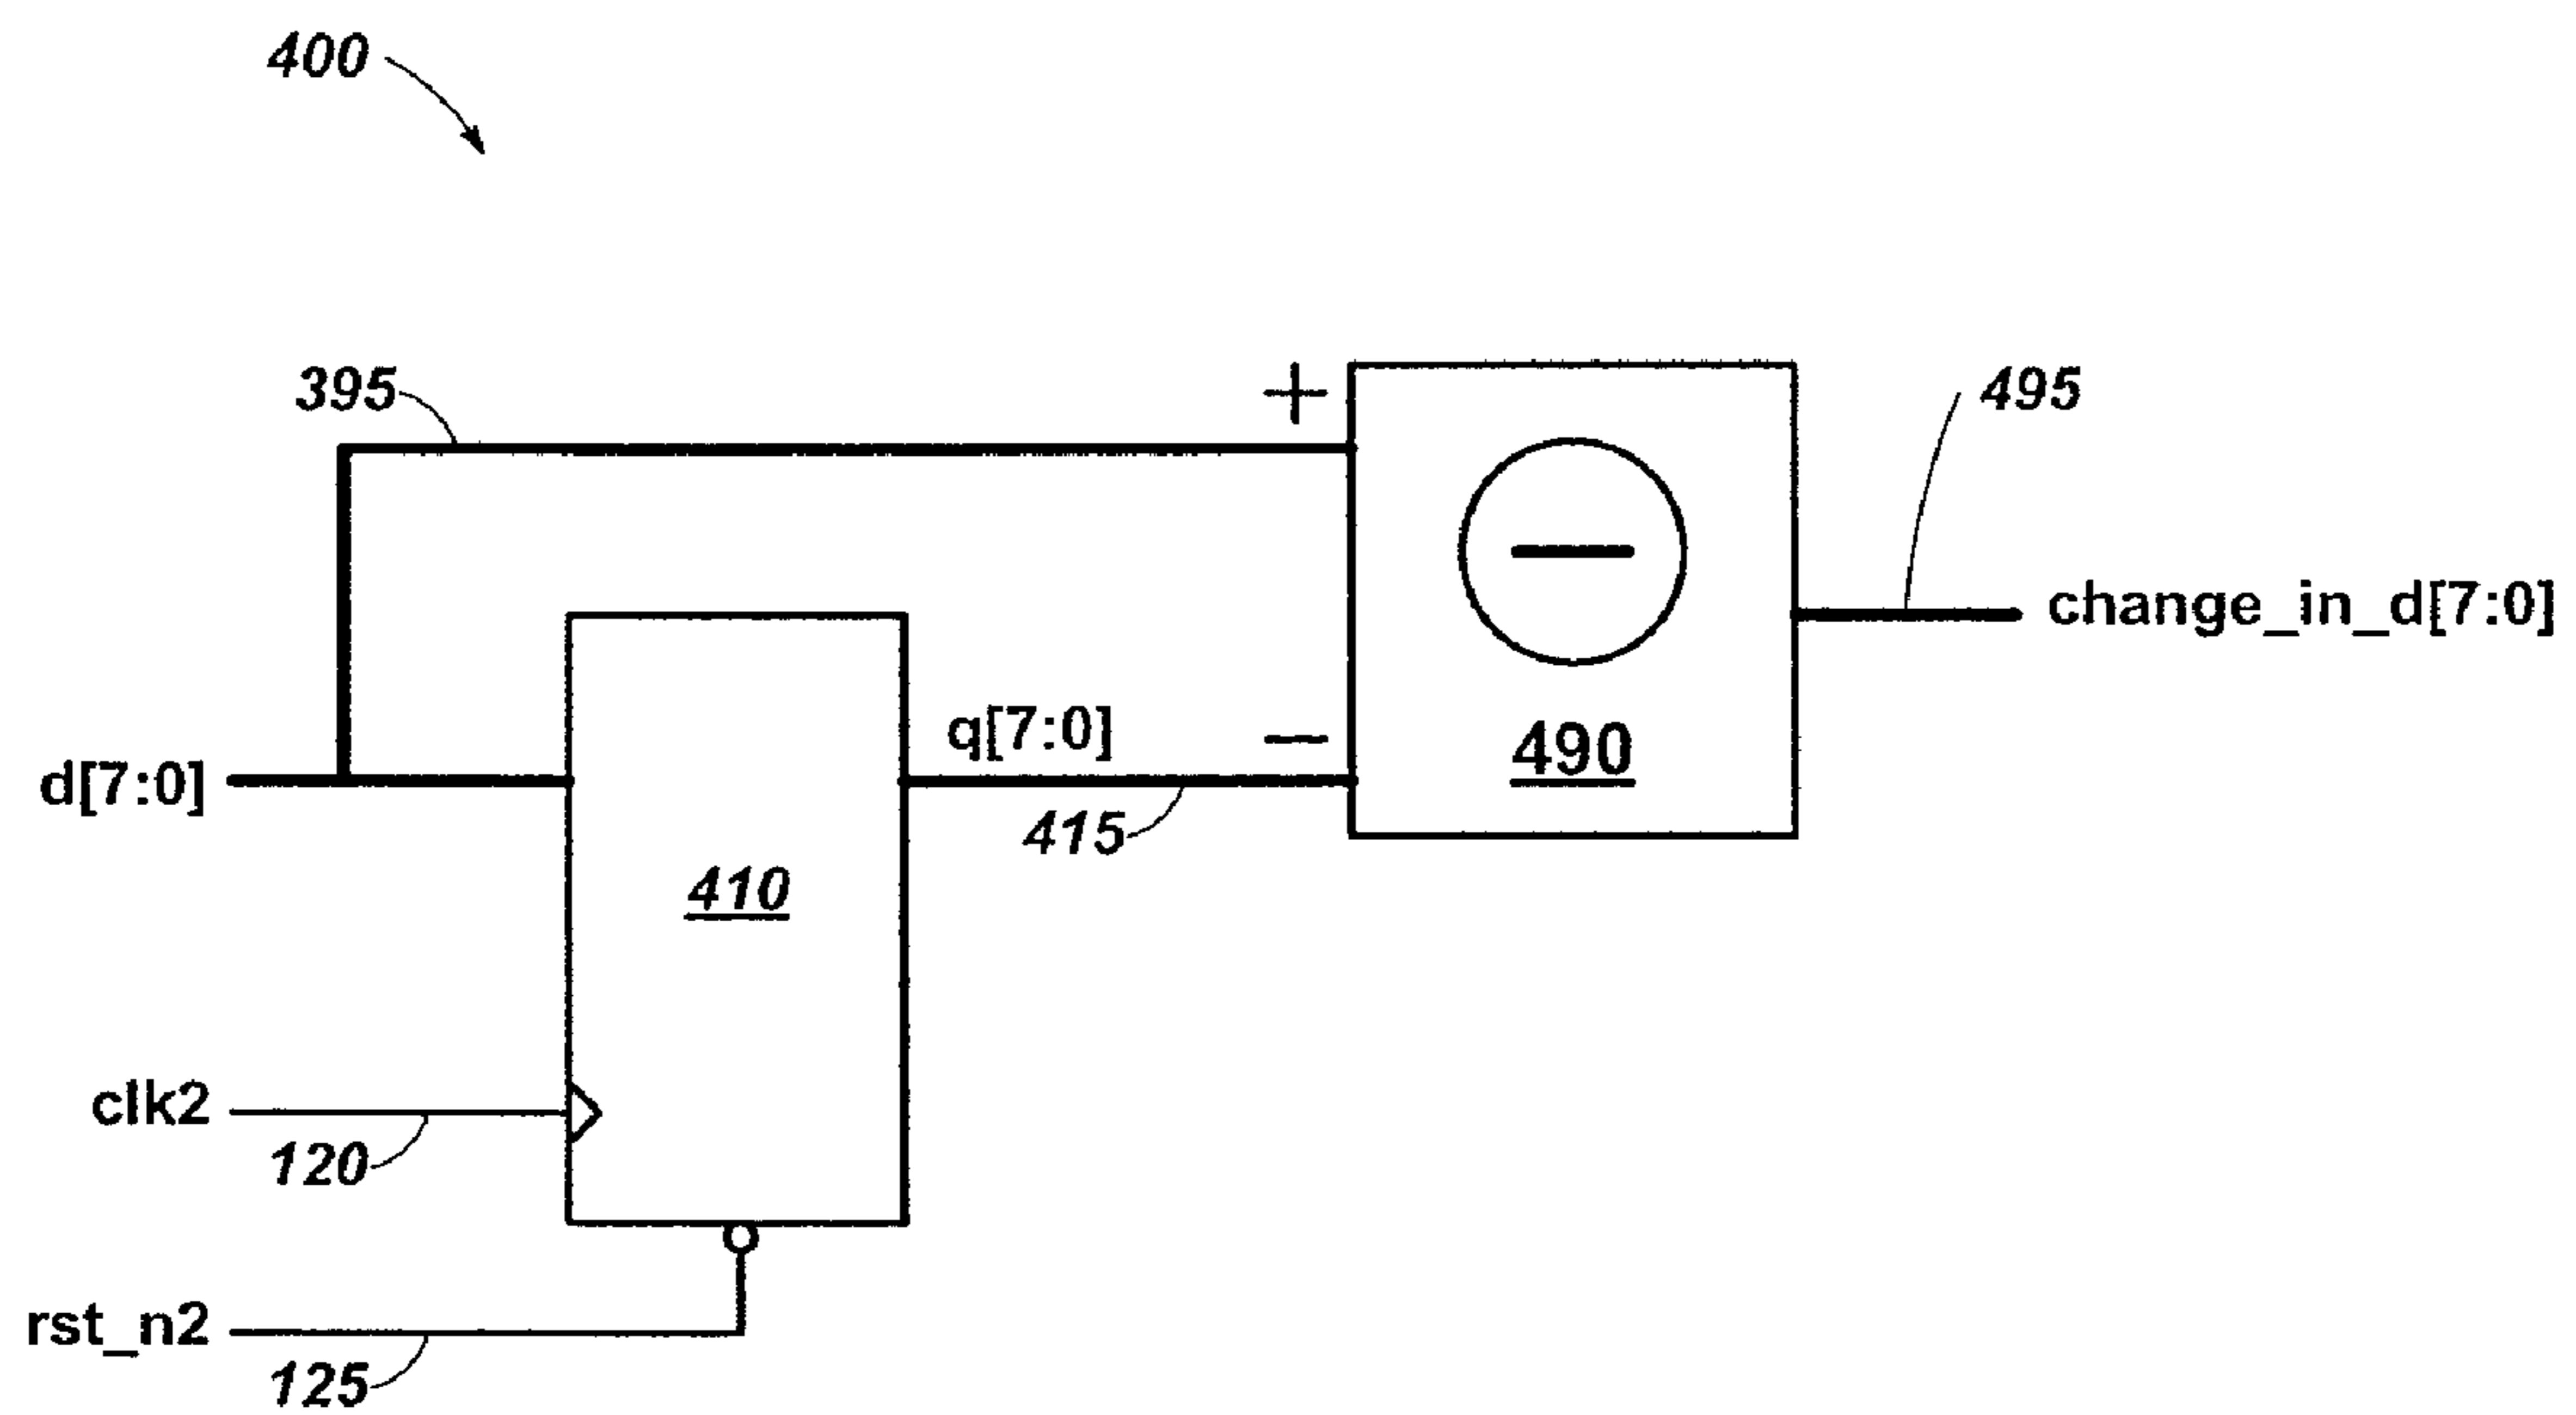 400
395
+
495
change_in_d[7:0]
q[7:0]
−
490
d[7:0]
415
410
clk2
120
rst_n2
125